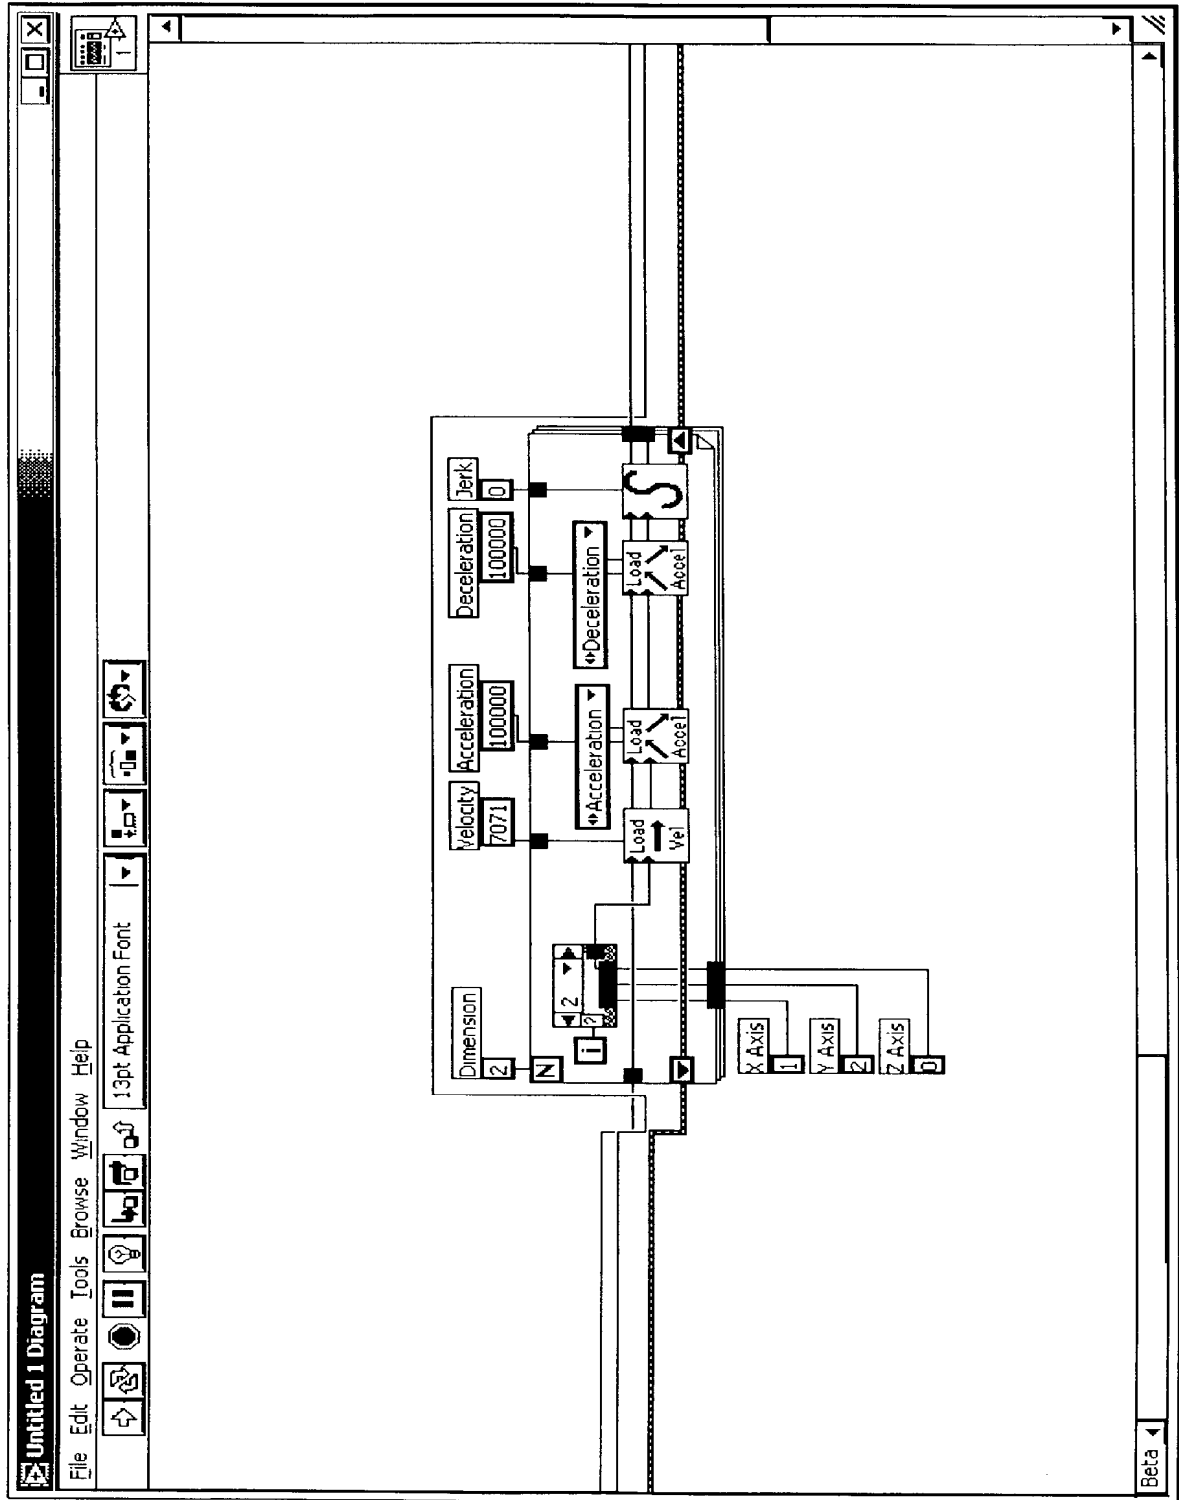 Untitled 1 Diagram
File Edit Operate Tools Browse Window Help
13pt Application Font
1
Dimension
2
Velocity
7071
Acceleration
100000
Deceleration
100000
Jerk
0
N
2
?
i
Acceleration
Deceleration
Load
Vel
Load
Accel
Load
Accel
S
X Axis
1
Y Axis
2
Z Axis
0
Beta